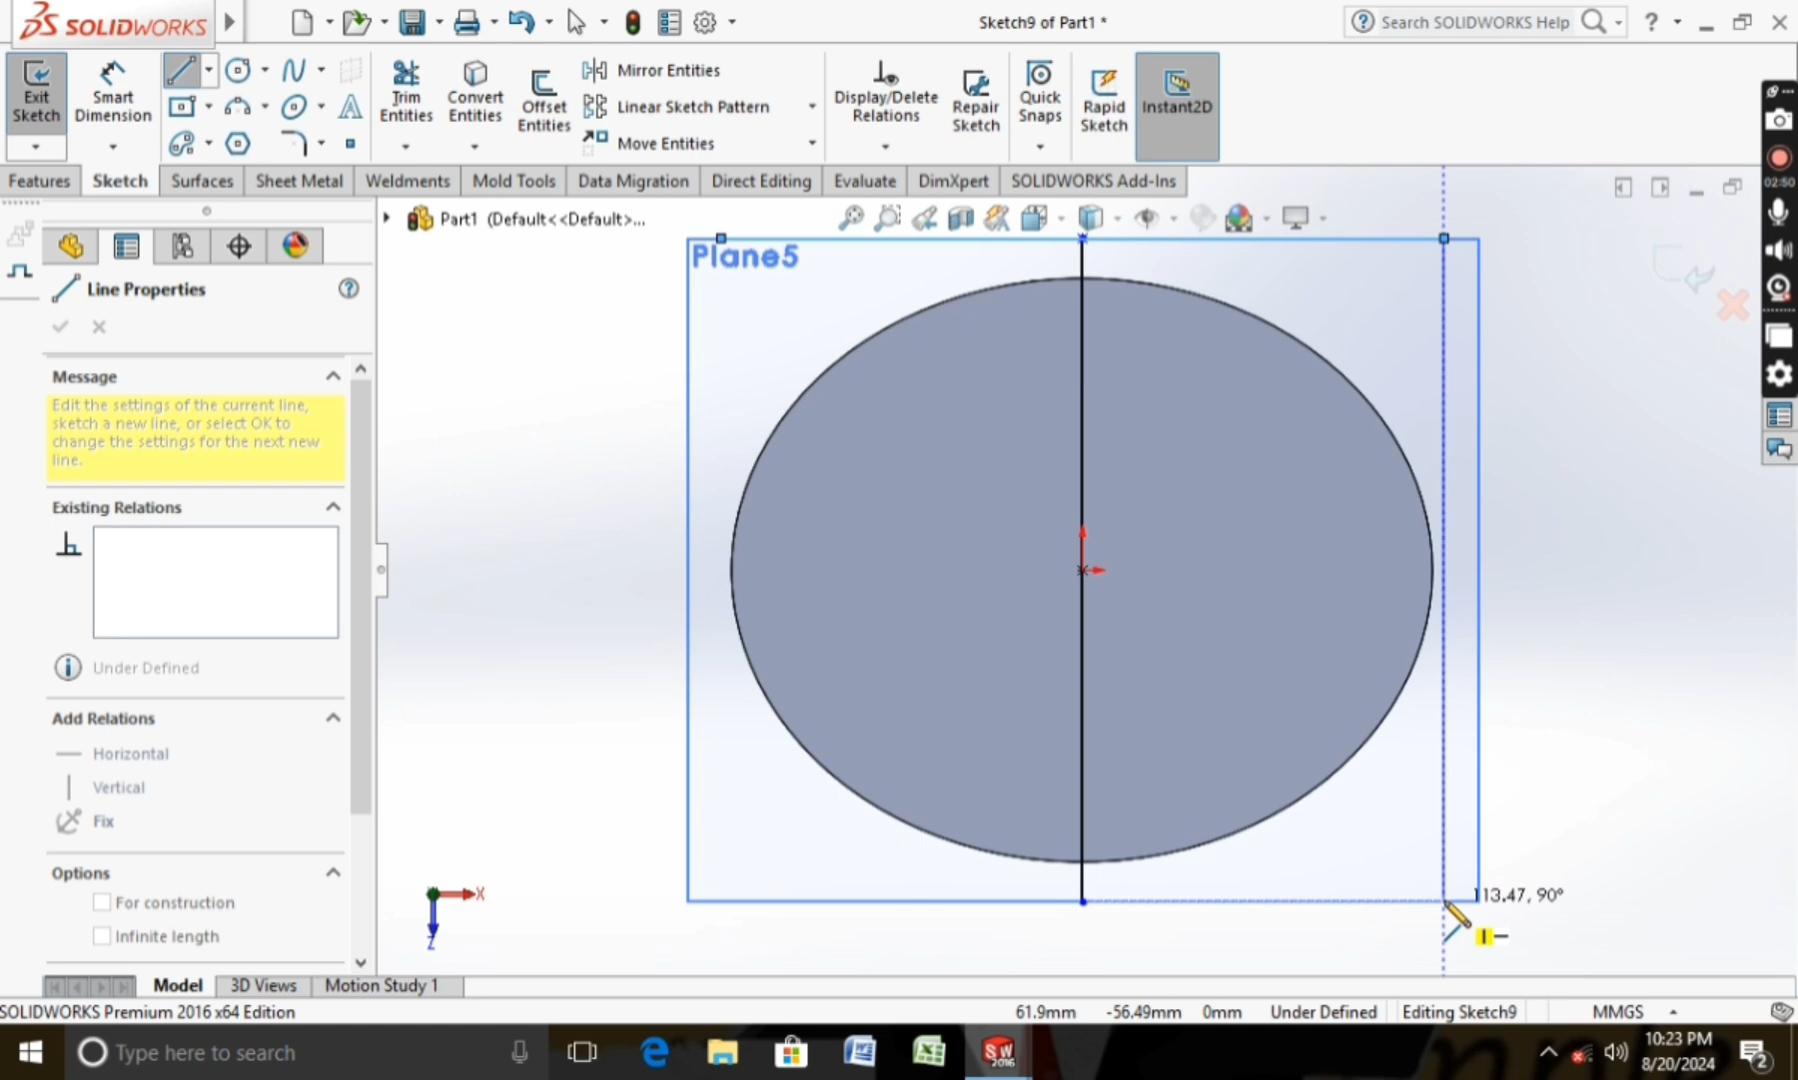 SOLIDWORKS
Sketch9 of Part1 *
Search SOLIDWORKS Help
Exit Sketch
Smart Dimension
Trim Entities
Convert Entities
Offset Entities
Mirror Entities
Linear Sketch Pattern
Move Entities
Display/Delete Relations
Repair Sketch
Quick Snaps
Rapid Sketch
Instant2D
Features
Sketch
Surfaces
Sheet Metal
Weldments
Mold Tools
Data Migration
Direct Editing
Evaluate
DimXpert
SOLIDWORKS Add-Ins
02:50
Part1 (Default<<Default>...
Plane5
Line Properties
Message
Edit the settings of the current line,
sketch a new line, or select OK to
change the settings for the next new
line.
Existing Relations
Under Defined
Add Relations
Horizontal
Vertical
Fix
Options
For construction
Infinite length
X
Z
113.47, 90°
Model
3D Views
Motion Study 1
SOLIDWORKS Premium 2016 x64 Edition
61.9mm
-56.49mm
0mm
Under Defined
Editing Sketch9
MMGS
Type here to search
SW
2016
10:23 PM
8/20/2024
2